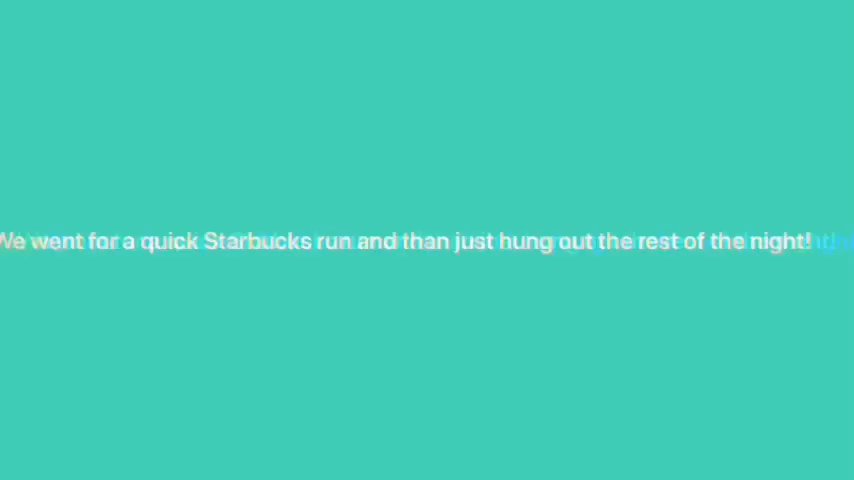 We went for a quick Starbucks run and than just hung out the rest of the night!